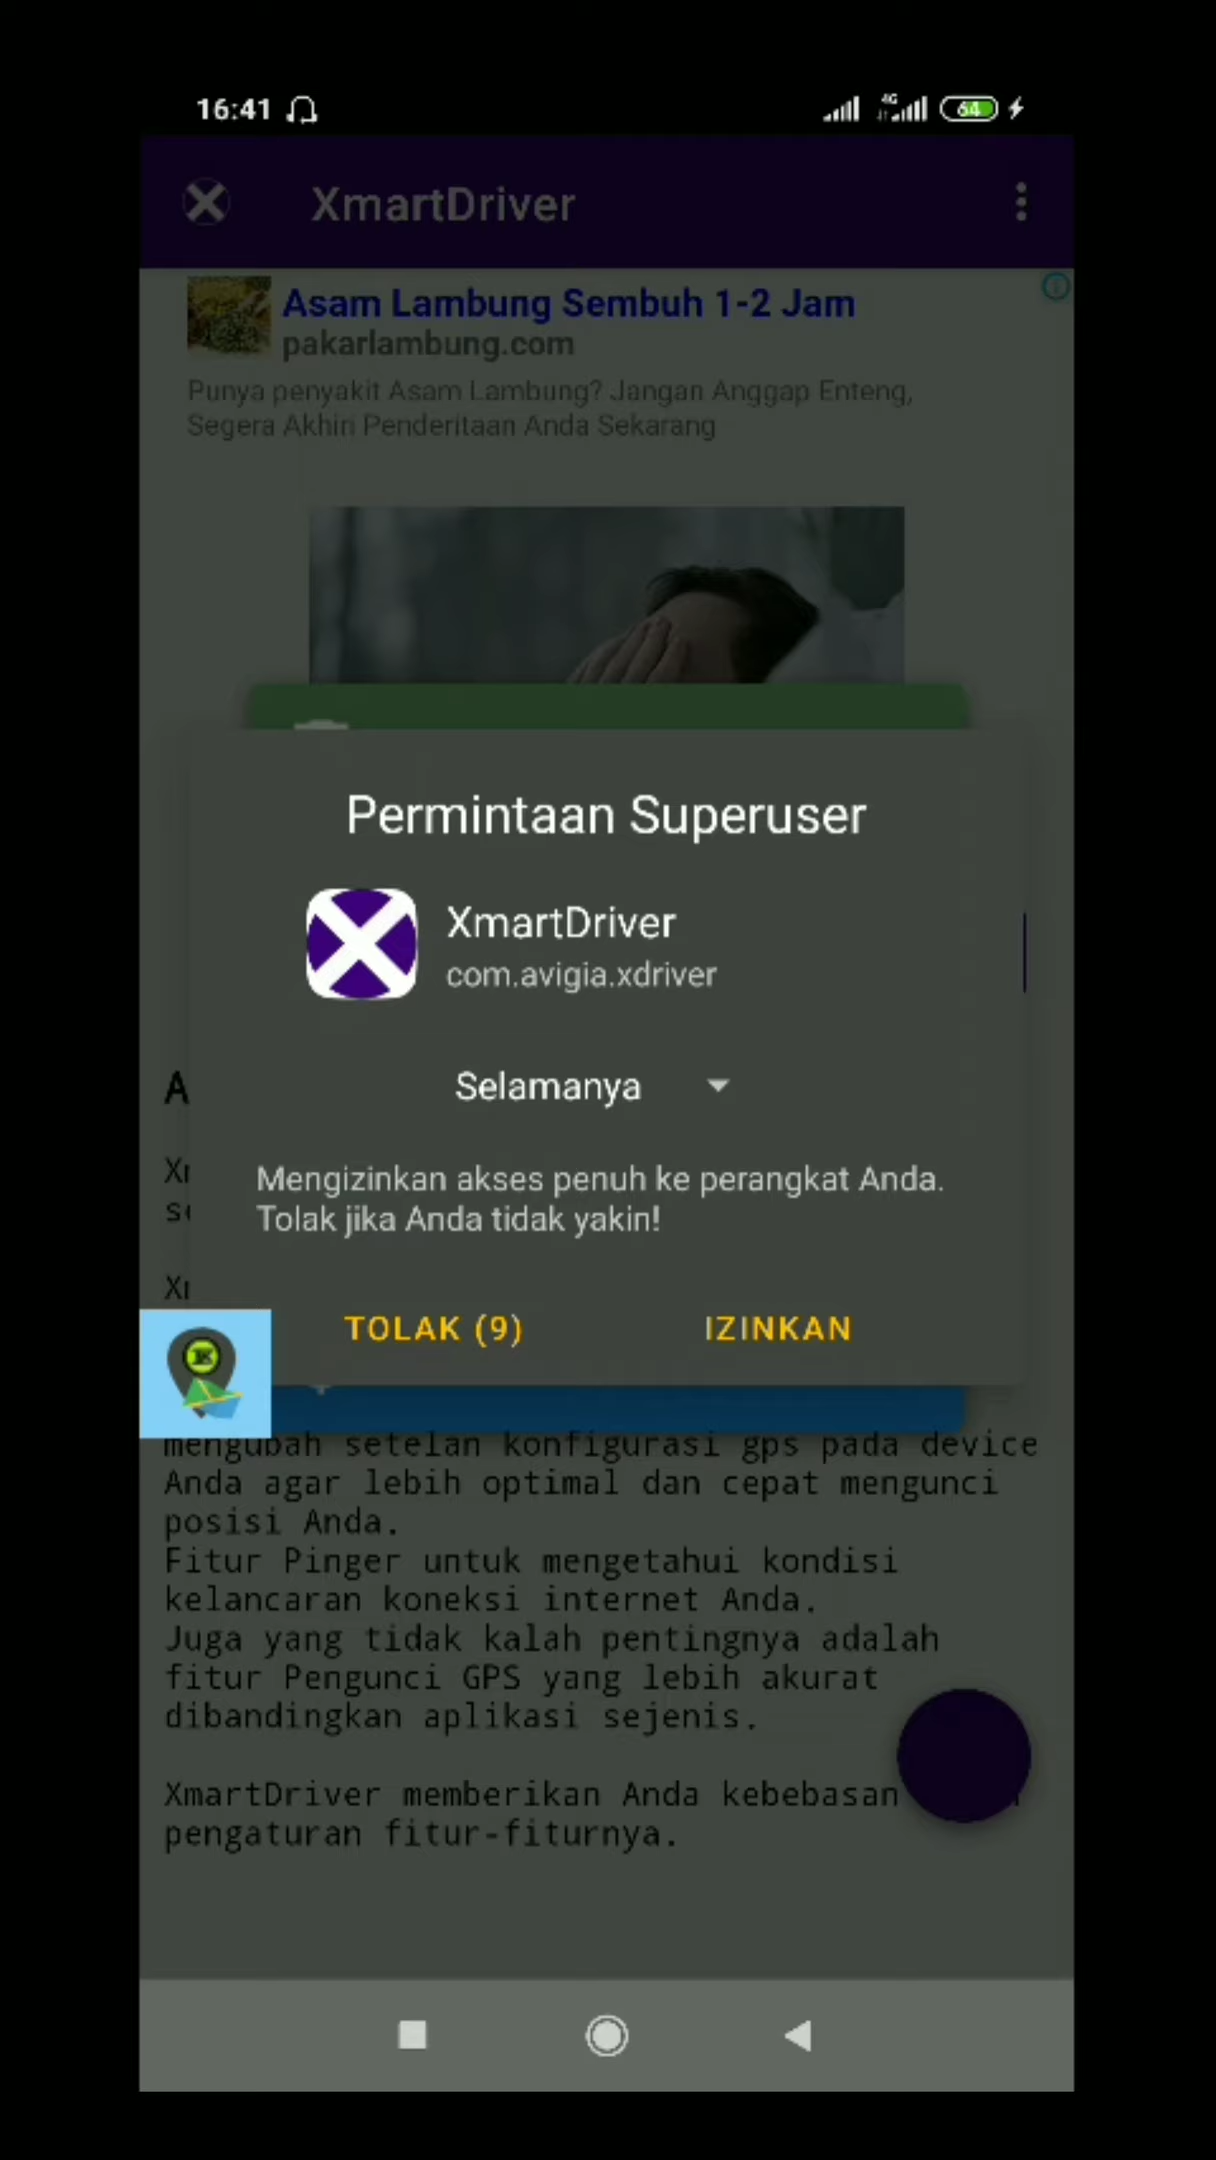 16:41
4G
64
XmartDriver
Asam Lambung Sembuh 1-2 Jam
pakarlambung.com
Punya penyakit Asam Lambung? Jangan Anggap Enteng,
Segera Akhiri Penderitaan Anda Sekarang
Permintaan Superuser
XmartDriver
com.avigia.xdriver
Selamanya
A
Mengizinkan akses penuh ke perangkat Anda.
Tolak jika Anda tidak yakin!
TOLAK (9)
IZINKAN
mengubah setelan konfigurasi gps pada device
Anda agar lebih optimal dan cepat mengunci
posisi Anda.
Fitur Pinger untuk mengetahui kondisi
kelancaran koneksi internet Anda.
Juga yang tidak kalah pentingnya adalah
fitur Pengunci GPS yang lebih akurat
dibandingkan aplikasi sejenis.
XmartDriver memberikan Anda kebebasan
pengaturan fitur-fiturnya.